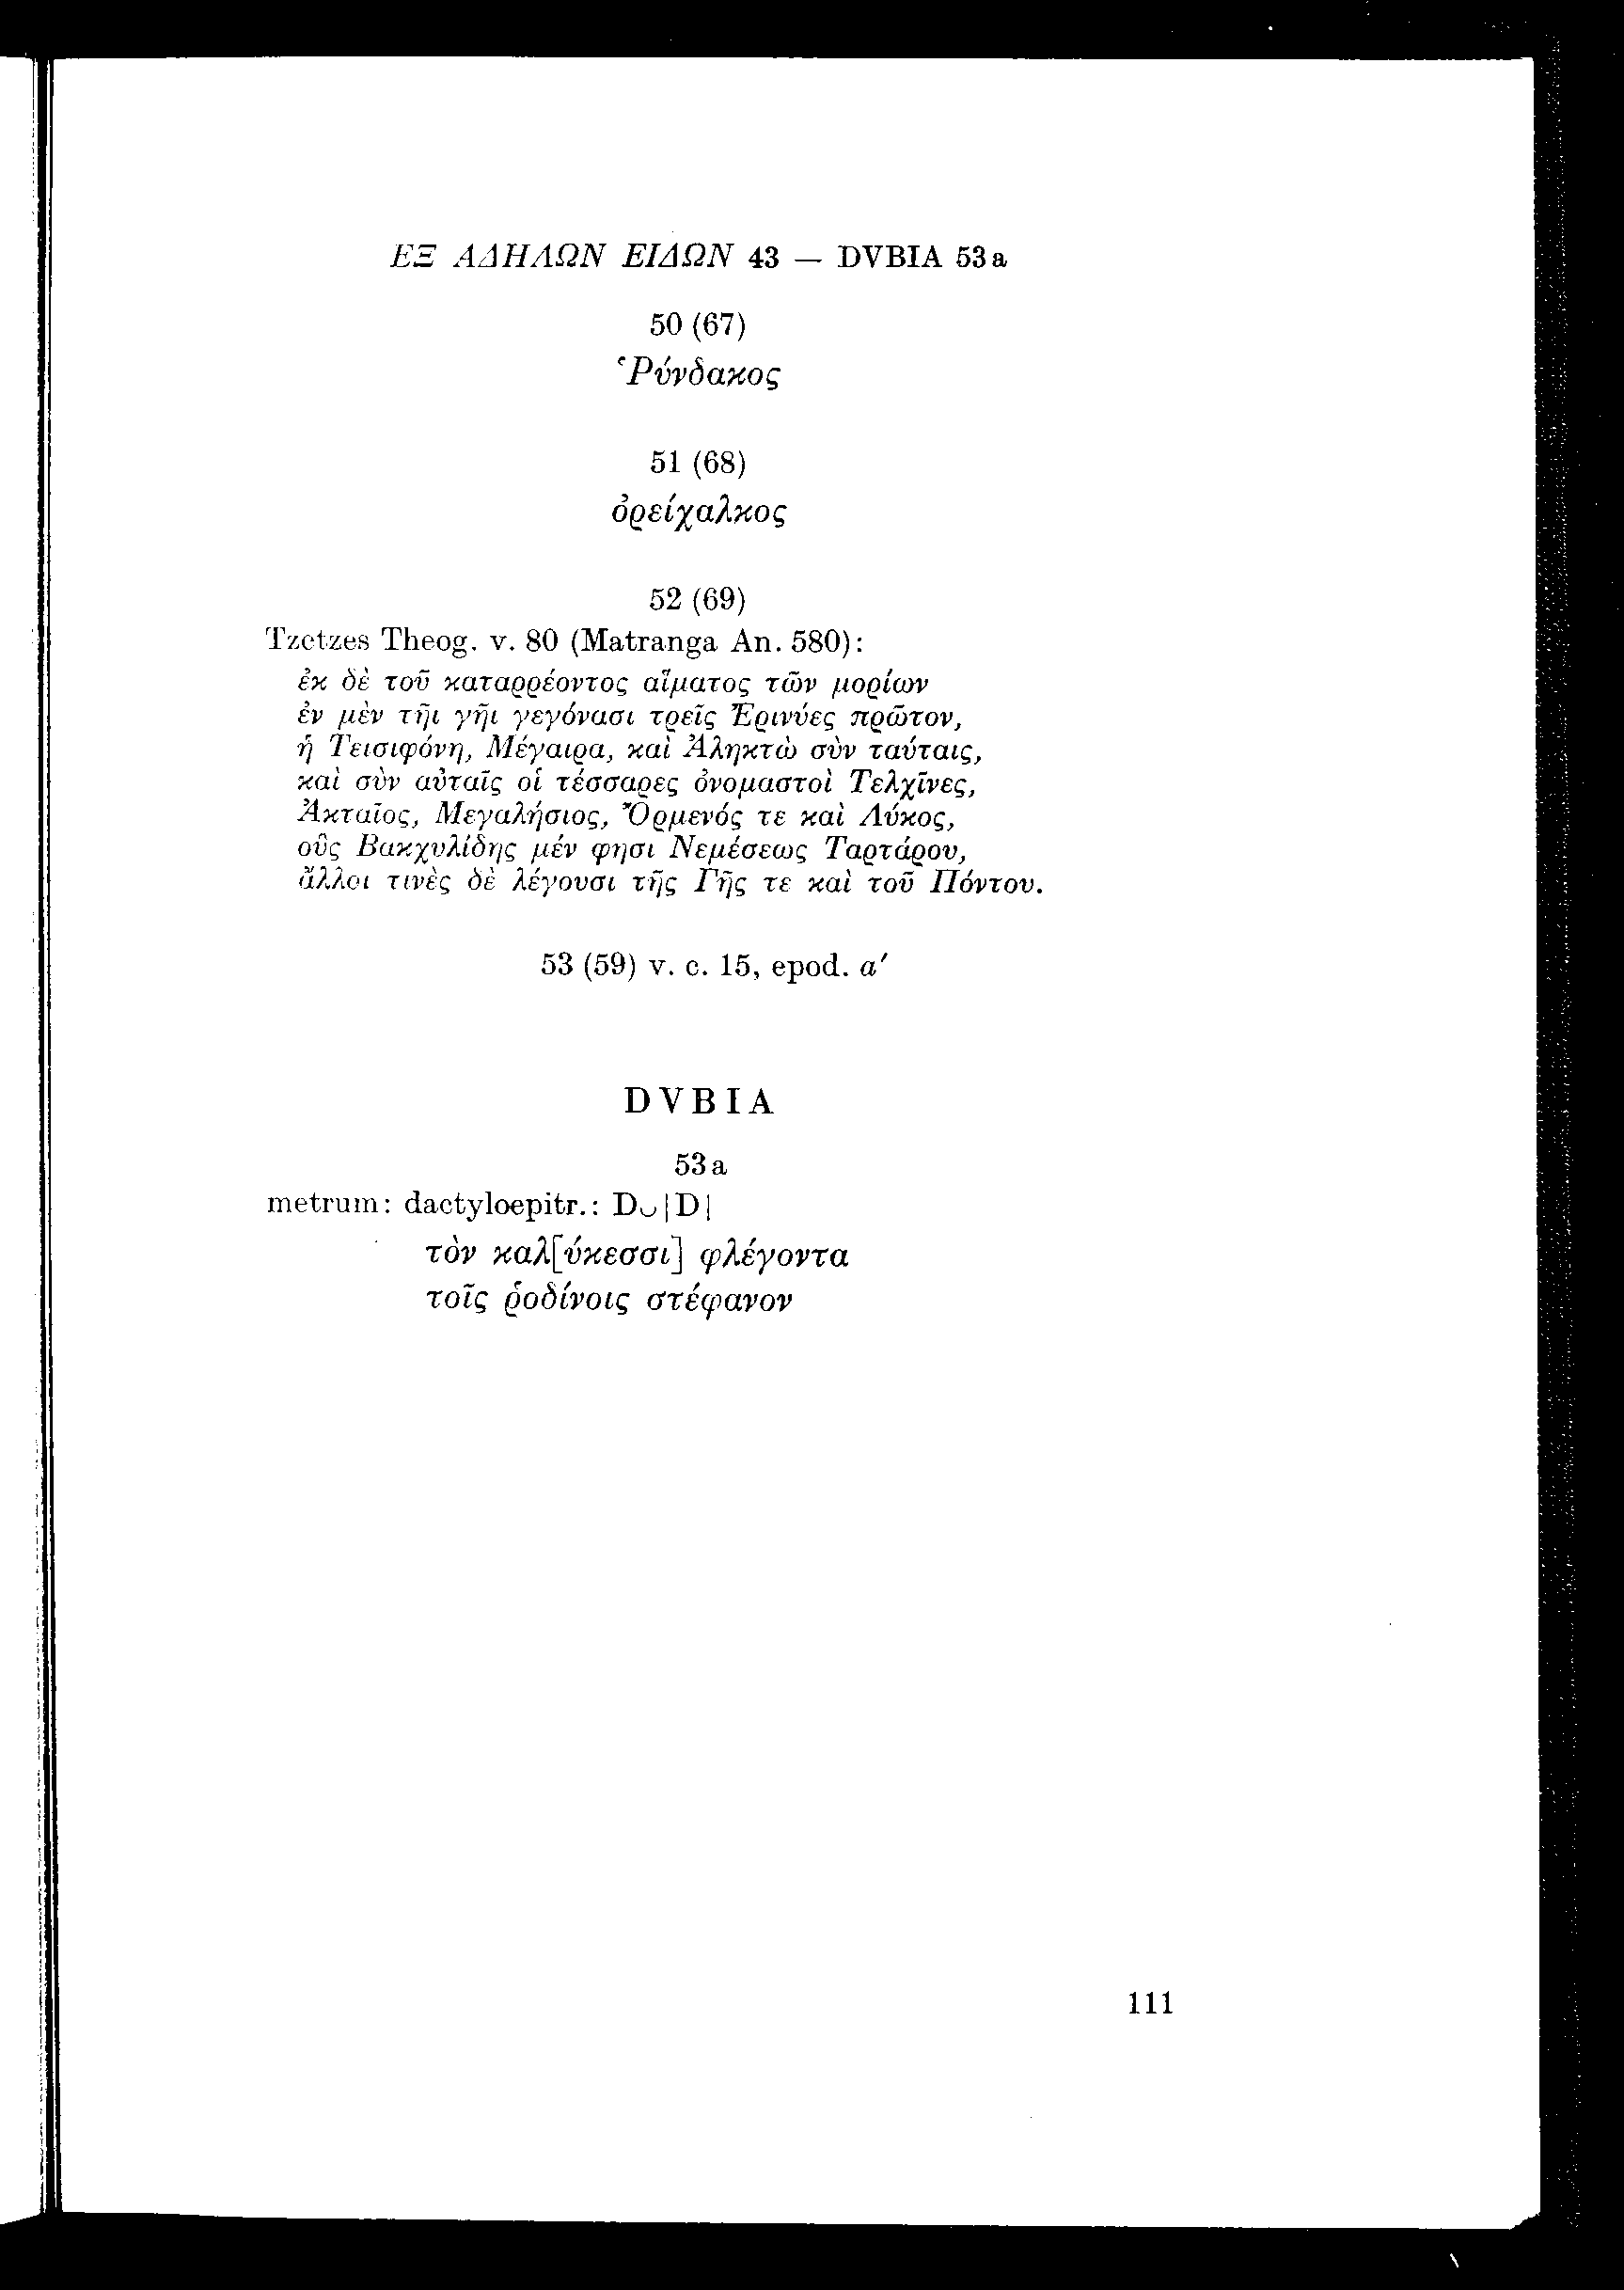 ΕΞ ΑΔΗΛΩΝ ΕΙΔΩΝ 43 — DVBIA 53a
50 (67)
Ῥύνδακος
51 (68)
ὀρείχαλκος
52 (69)
Tzetzes Theog. v. 80 (Matranga An. 580):
ἐκ δὲ τοῦ καταρρέοντος αἵματος τῶν μορίων
ἐν μὲν τῆι γῆι γεγόνασι τρεῖς Ἐρινύες πρῶτον,
ἡ Τεισιφόνη, Μέγαιρα, καὶ Ἀληκτὼ σὺν ταύταις,
καὶ σὺν αὐταῖς οἱ τέσσαρες ὀνομαστοὶ Τελχῖνες,
Ἀκταῖος, Μεγαλήσιος, Ὄρμενός τε καὶ Λύκος,
οὓς Βακχυλίδης μέν φησι Νεμέσεως Ταρτάρου,
ἄλλοι τινὲς δὲ λέγουσι τῆς Γῆς τε καὶ τοῦ Πόντου.
53 (59) v. c. 15, epod. α′
DVBIA
53a
metrum: dactyloepitr.: D⏑|D|
τὸν καλ[ύκεσσι] φλέγοντα
τοῖς ῥοδίνοις στέφανον
111